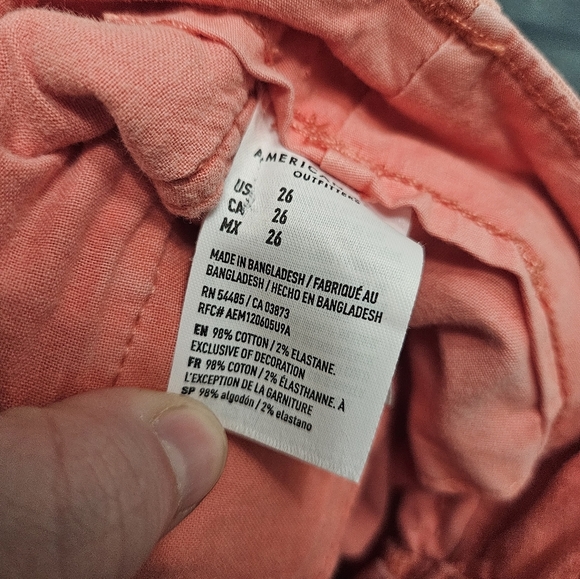 AMERICAN
OUTFITTERS
US 26
CA 26
MX 26
MADE IN BANGLADESH / FABRIQUÉ AU
BANGLADESH / HECHO EN BANGLADESH
RN 54485 / CA 03873
RFC# AEM120605U9A
EN 98% COTTON / 2% ELASTANE.
EXCLUSIVE OF DECORATION
FR 98% COTON / 2% ÉLASTHANNE. À
L'EXCEPTION DE LA GARNITURE
SP 98% algodón / 2% elastano